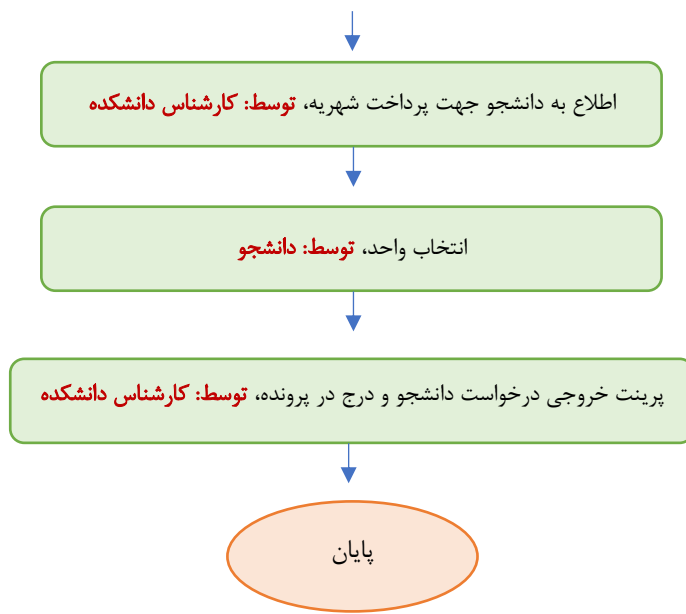 اطلاع به دانشجو جهت پرداخت شهریه، توسط: کارشناس دانشکده
انتخاب واحد، توسط: دانشجو
پرینت خروجی درخواست دانشجو و درج در پرونده، توسط: کارشناس دانشکده
پایان